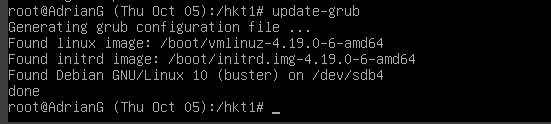 root@AdrianG (Thu Oct 05):/hkt1# update-grub
Generating grub configuration file ...
Found linux image: /boot/vmlinuz-4.19.0-6-amd64
Found initrd image: /boot/initrd.img-4.19.0-6-amd64
Found Debian GNU/Linux 10 (buster) on /dev/sdb4
done
root@AdrianG (Thu Oct 05):/hkt1# _